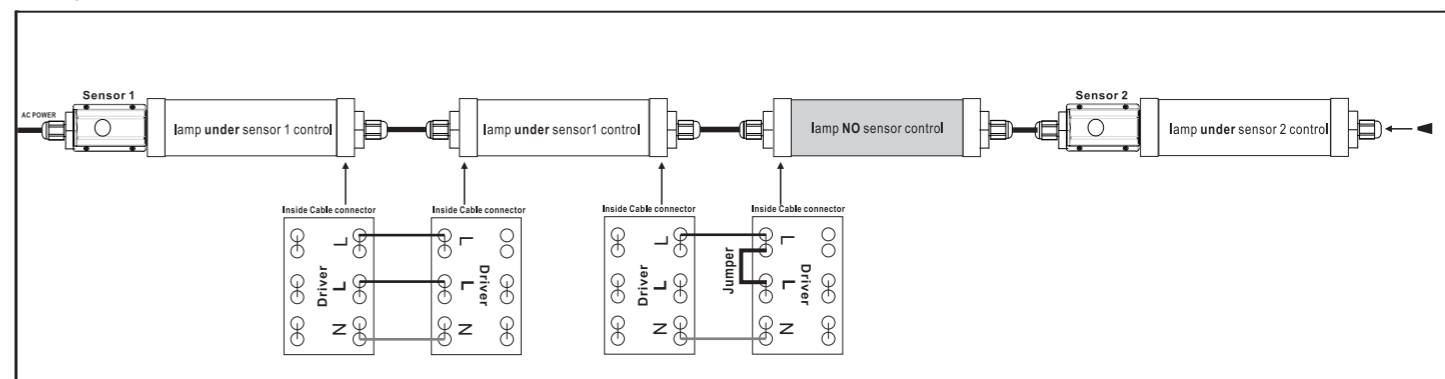 Sensor 1
Sensor 2
AC POWER
lamp under sensor 1 control
lamp under sensor1 control
lamp NO sensor control
lamp under sensor 2 control
Inside Cable connector
Inside Cable connector
Inside Cable connector
Inside Cable connector
L
L
N
Driver
L
L
N
Driver
L
L
N
Driver
Jumper
L
L
N
Driver